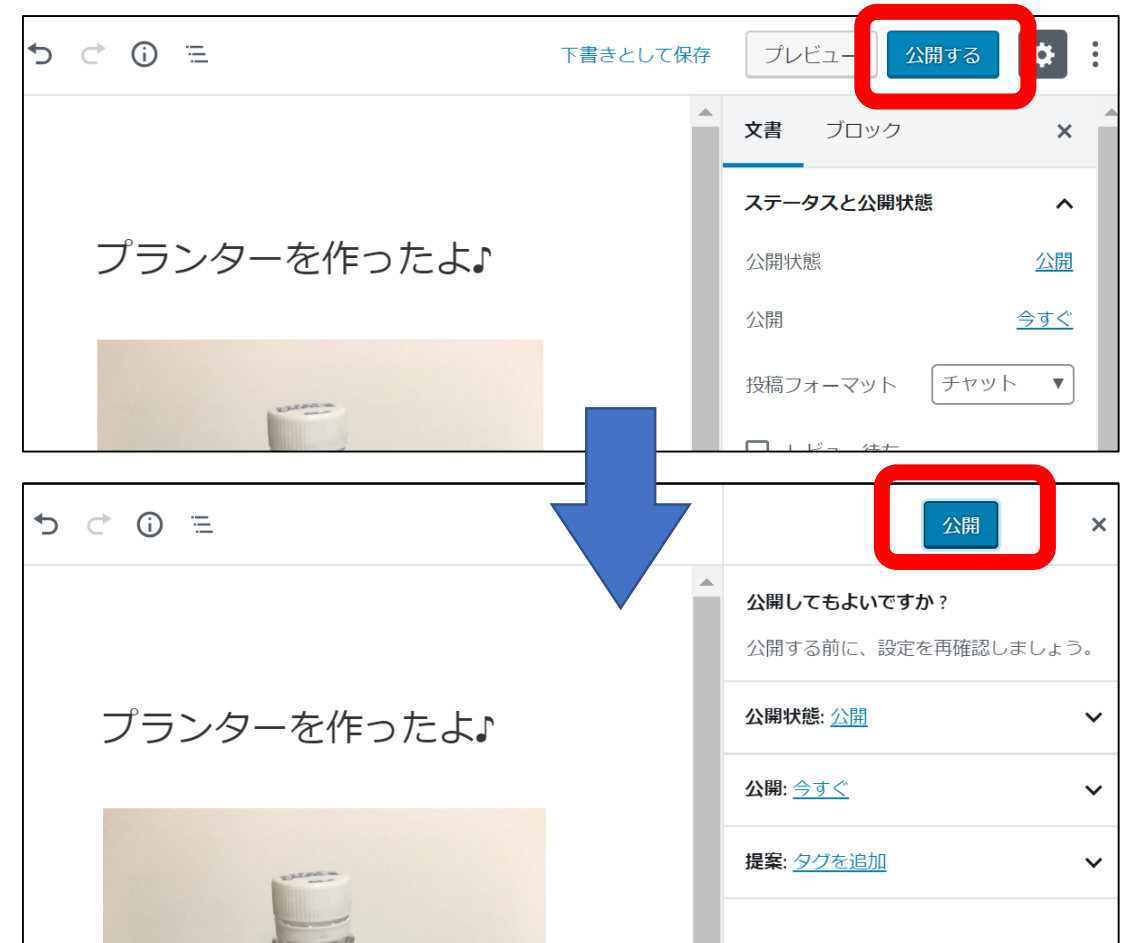 下書きとして保存
プレビュー
公開する
文書 ブロック
ステータスと公開状態
公開状態 公開
公開 今すぐ
投稿フォーマット チャット
プランターを作ったよ♪
公開
公開してもよいですか ?
公開する前に、設定を再確認しましょう。
公開状態: 公開
公開: 今すぐ
提案: タグを追加
プランターを作ったよ♪